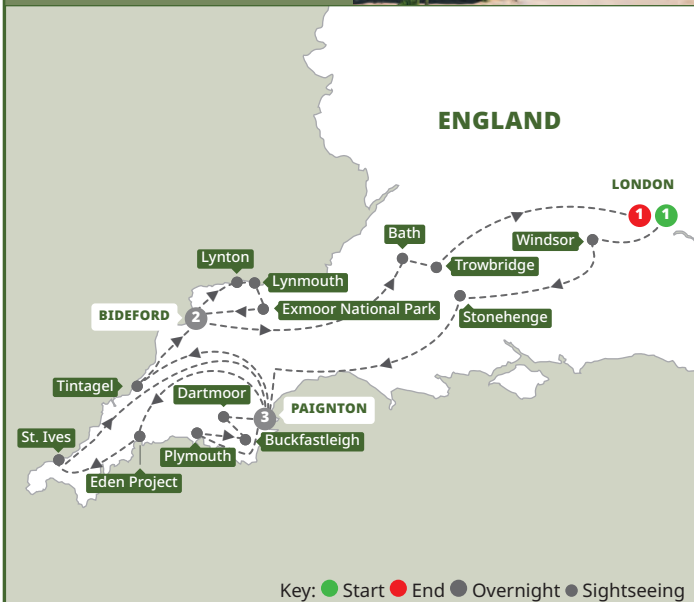 ENGLAND
LONDON
1
1
Bath
Windsor
Lynton
Trowbridge
Lynmouth
Exmoor National Park
BIDEFORD
2
Stonehenge
Tintagel
Dartmoor
3
PAIGNTON
St. Ives
Buckfastleigh
Plymouth
Eden Project
Key: Start End Overnight Sightseeing